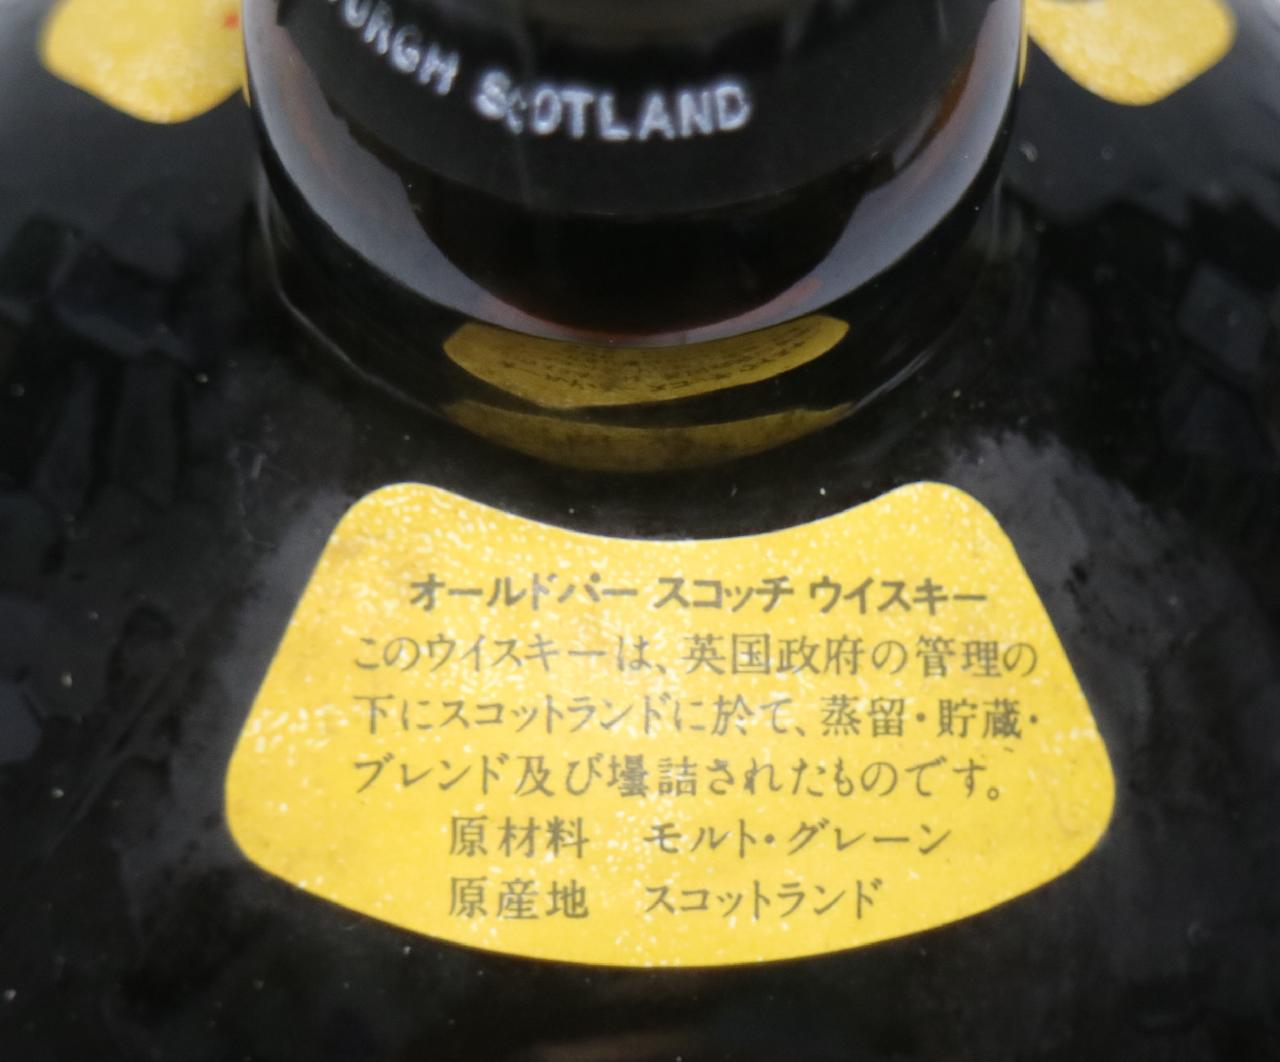 SCOTLAND
オールドパー スコッチ ウイスキー
このウイスキーは、英国政府の管理の
下にスコットランドに於て、蒸留・貯蔵・
ブレンド及び壜詰されたものです。
原材料　モルト・グレーン
原産地　スコットランド